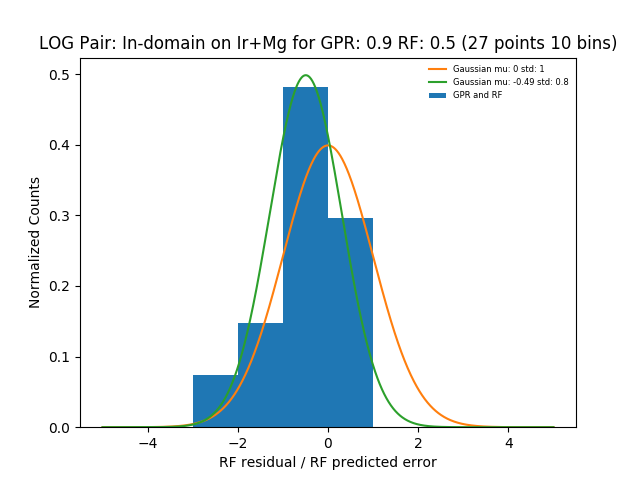 LOG Pair: In-domain on Ir+Mg for GPR: 0.9 RF: 0.5 (27 points 10 bins)
Gaussian mu: 0 std: 1
Gaussian mu: -0.49 std: 0.8
GPR and RF
Normalized Counts
0.5
0.4
0.3
0.2
0.1
0.0
−4 −2 0 2 4
RF residual / RF predicted error